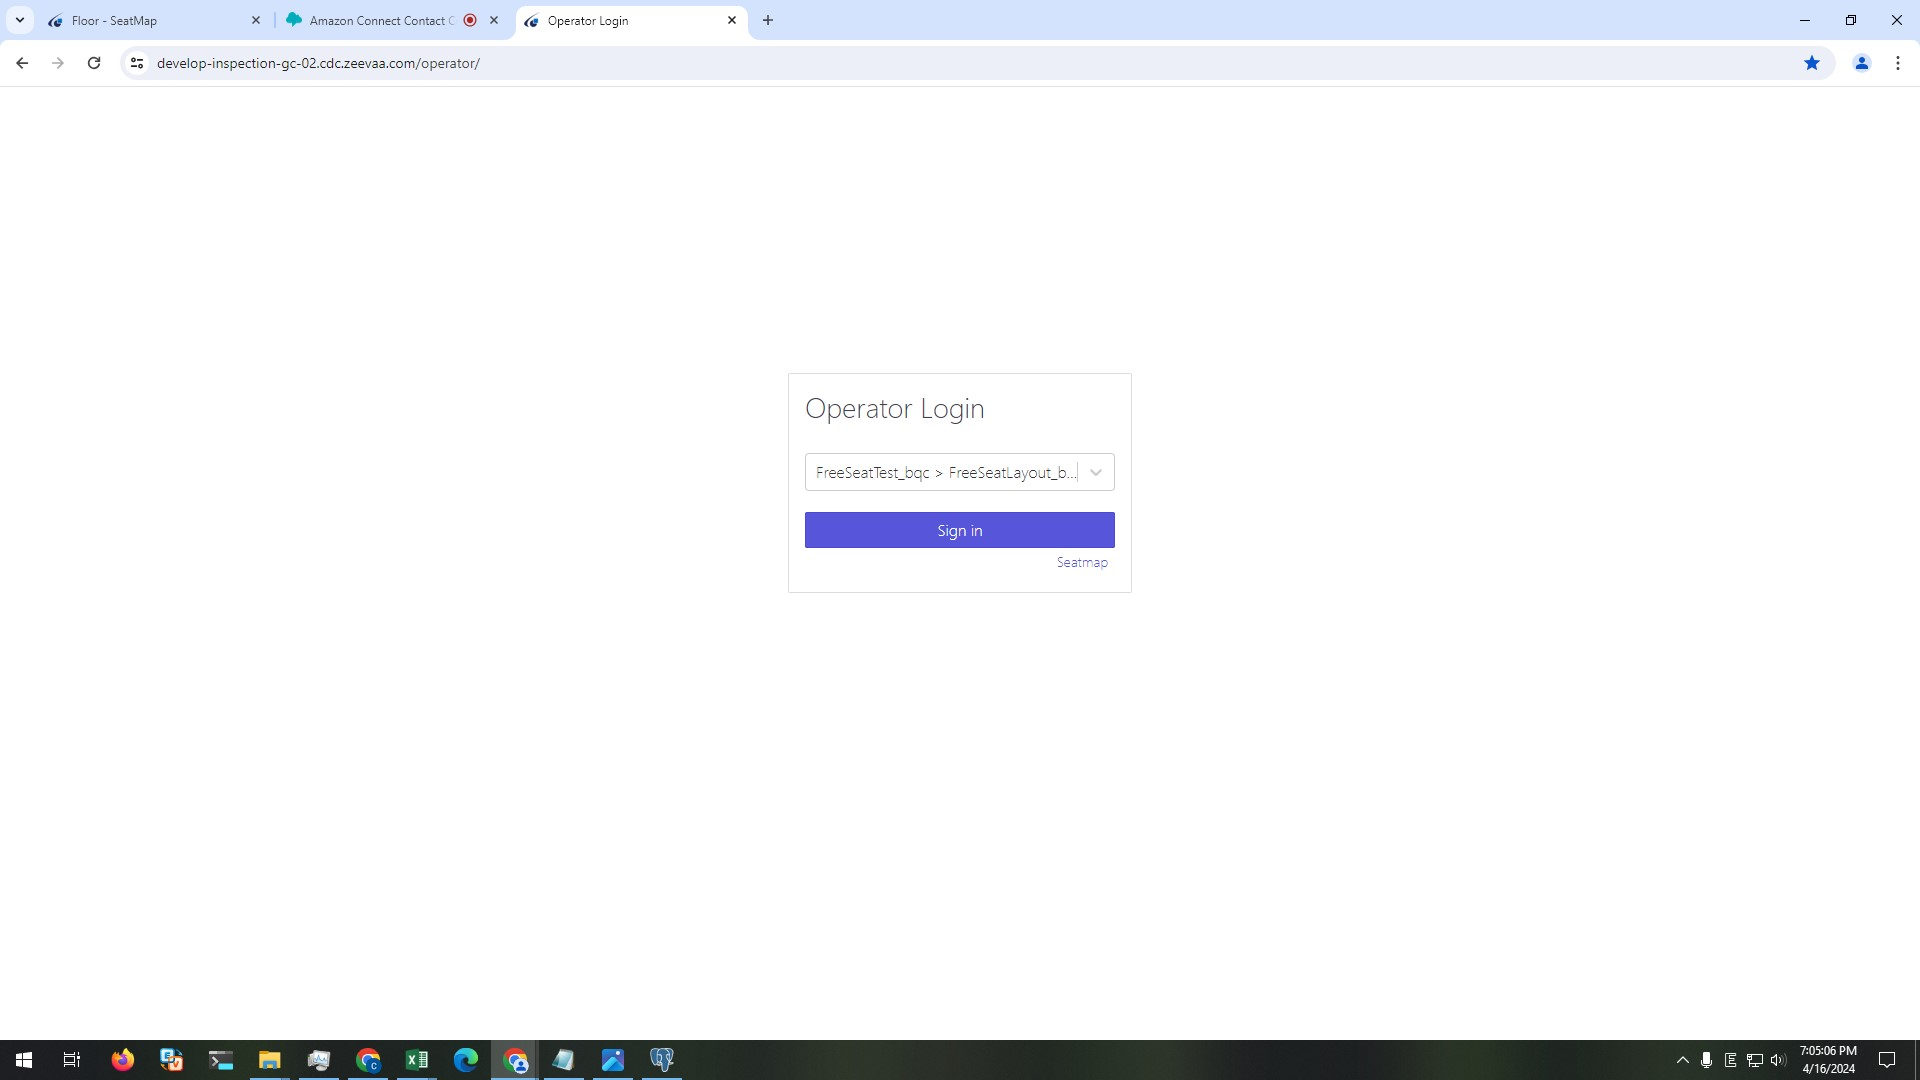 Floor - SeatMap
Amazon Connect Contact C
Operator Login
develop-inspection-gc-02.cdc.zeevaa.com/operator/
Operator Login
FreeSeatTest_bqc > FreeSeatLayout_b...
Sign in
Seatmap
7:05:06 PM
4/16/2024